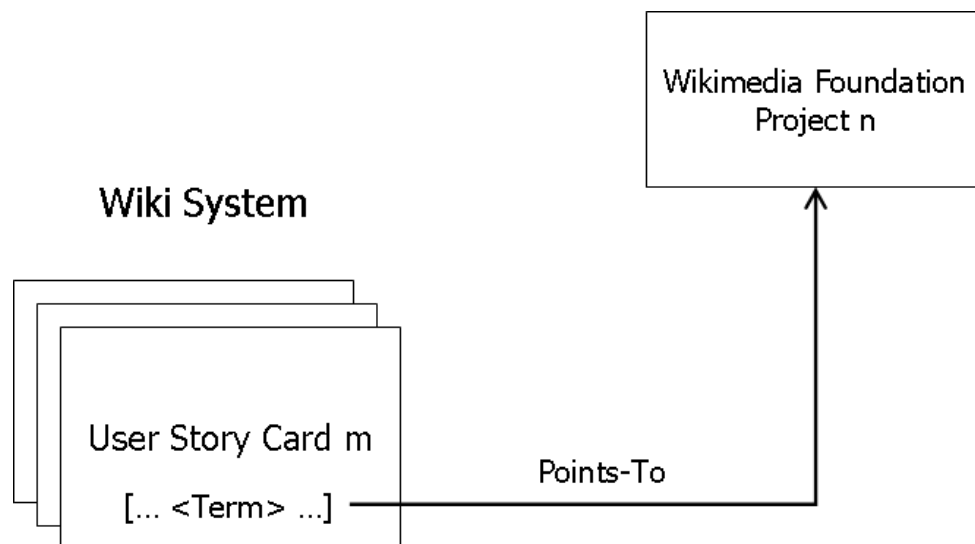 Wikimedia Foundation
Project n
Wiki System
User Story Card m
[... <Term> ...]
Points-To